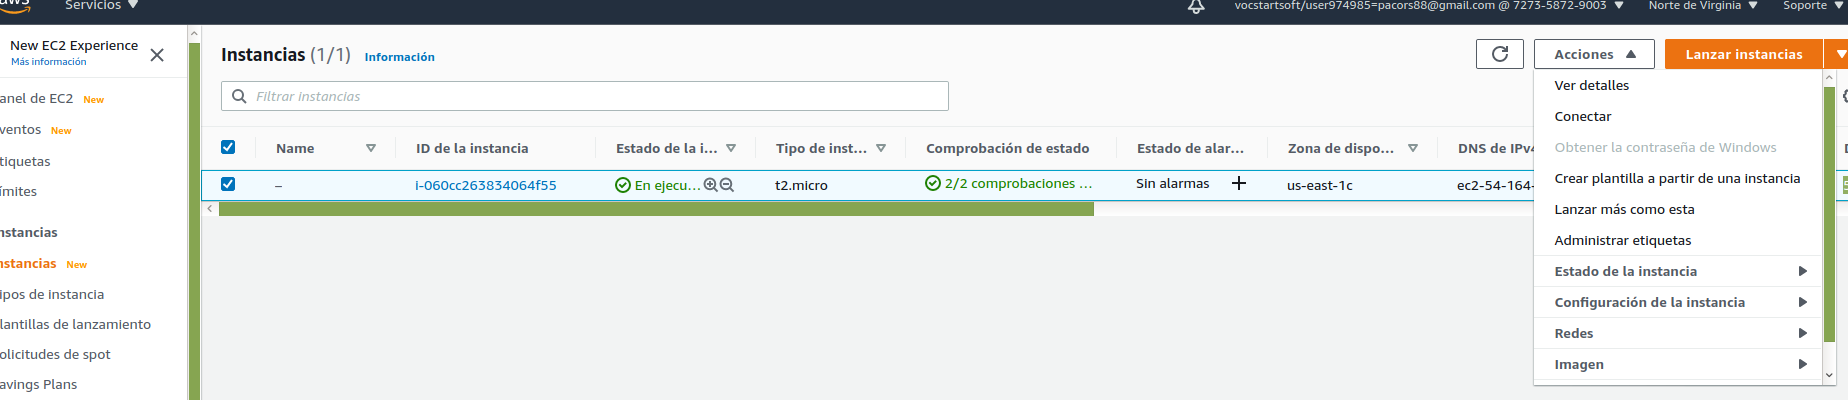 aws
Servicios
vocstartsoft/user974985=pacors88@gmail.com @ 7273-5872-9003
Norte de Virginia
Soporte
New EC2 Experience
Más información
anel de EC2 New
ventos New
tiquetas
ímites
nstancias
nstancias New
ipos de instancia
lantillas de lanzamiento
olicitudes de spot
avings Plans
Instancias (1/1) Información
Acciones
Lanzar instancias
Filtrar instancias
Name
ID de la instancia
Estado de la i...
Tipo de inst...
Comprobación de estado
Estado de alar...
Zona de dispo...
DNS de IPv4
–
i-060cc263834064f55
En ejecu...
t2.micro
2/2 comprobaciones ...
Sin alarmas
us-east-1c
ec2-54-164-
Ver detalles
Conectar
Obtener la contraseña de Windows
Crear plantilla a partir de una instancia
Lanzar más como esta
Administrar etiquetas
Estado de la instancia
Configuración de la instancia
Redes
Imagen